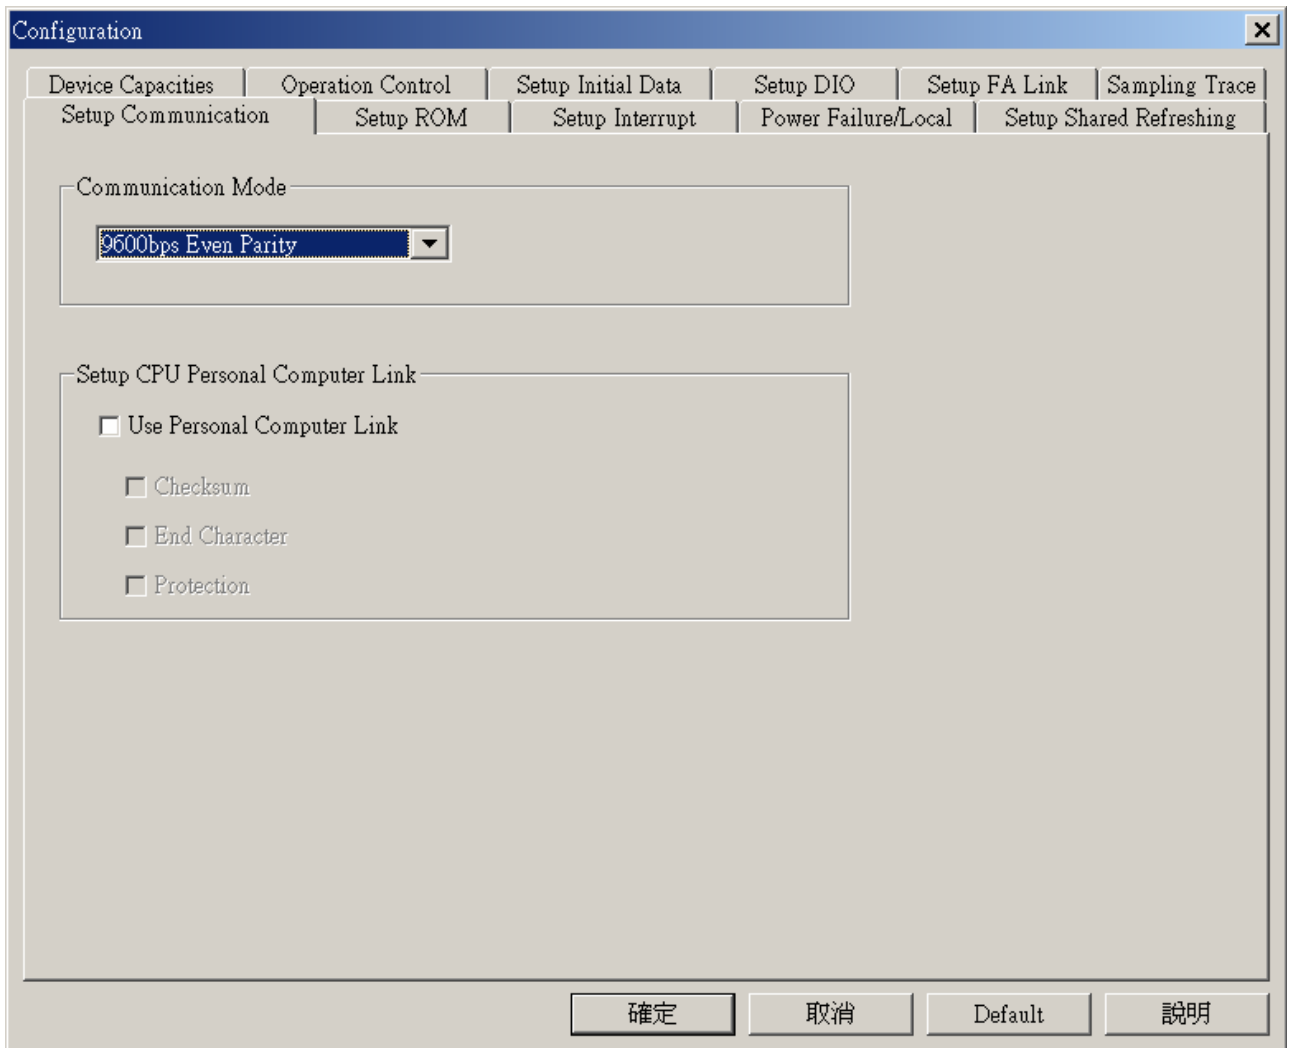 Configuration
Device Capacities Operation Control Setup Initial Data Setup DIO Setup FA Link Sampling Trace
Setup Communication Setup ROM Setup Interrupt Power Failure/Local Setup Shared Refreshing
Communication Mode
9600bps Even Parity
Setup CPU Personal Computer Link
Use Personal Computer Link
Checksum
End Character
Protection
確定 取消 Default 說明